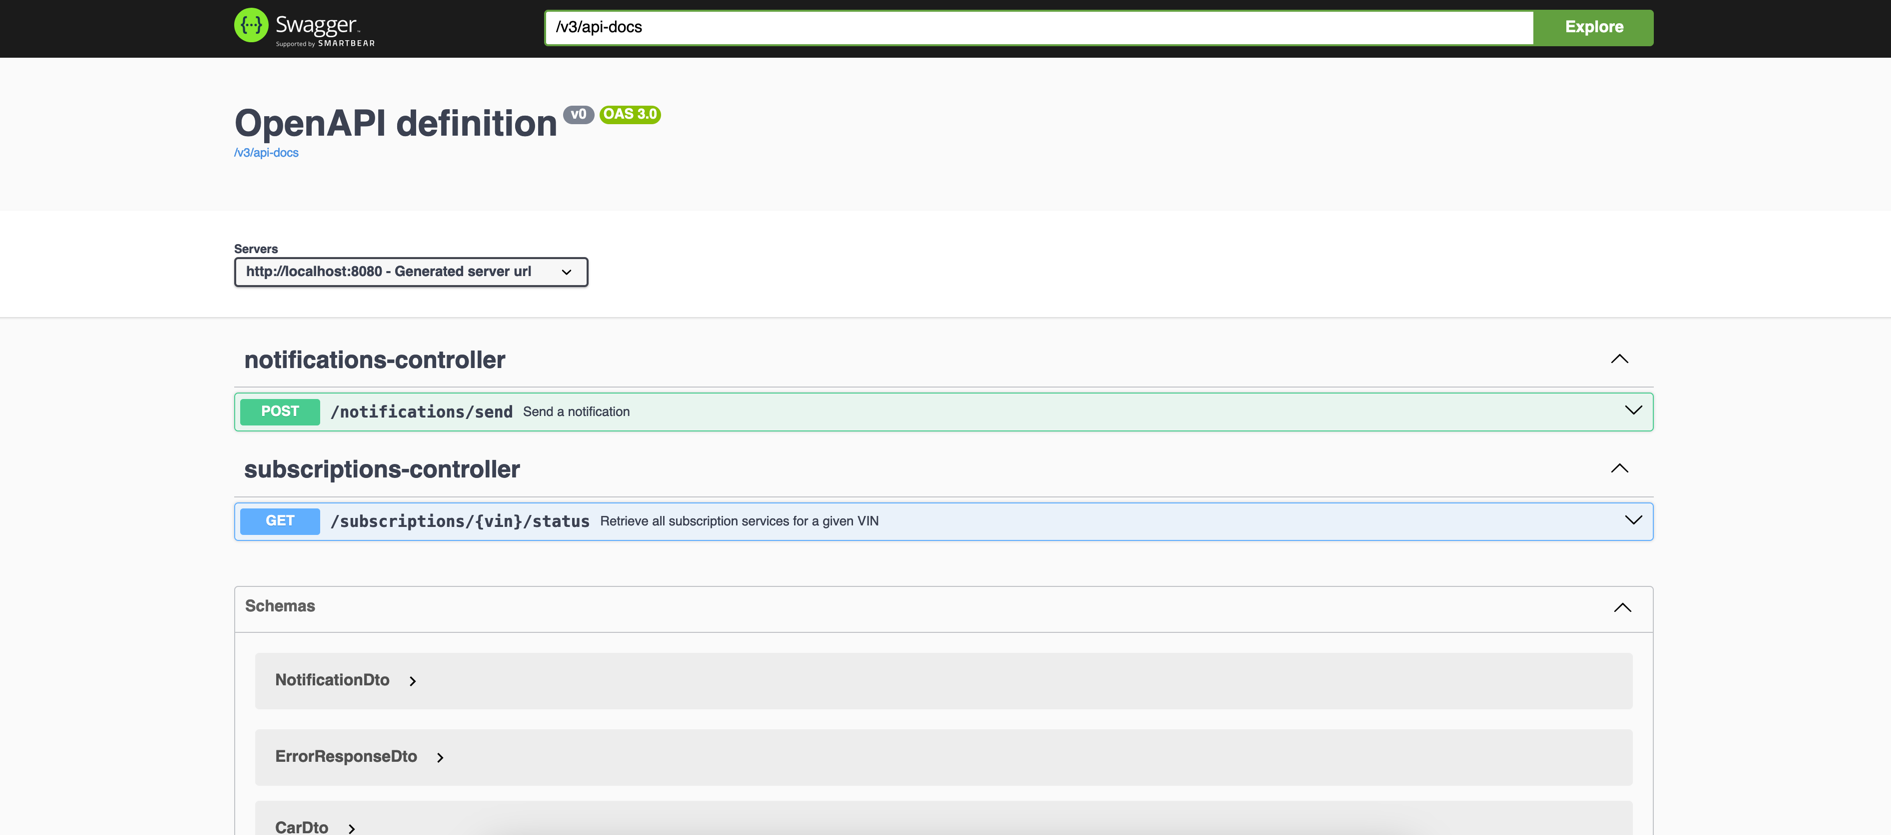 Swagger
Supported by SMARTBEAR
/v3/api-docs
Explore
OpenAPI definition v0 OAS 3.0
/v3/api-docs
Servers
http://localhost:8080 - Generated server url
notifications-controller
POST /notifications/send Send a notification
subscriptions-controller
GET /subscriptions/{vin}/status Retrieve all subscription services for a given VIN
Schemas
NotificationDto
ErrorResponseDto
CarDto